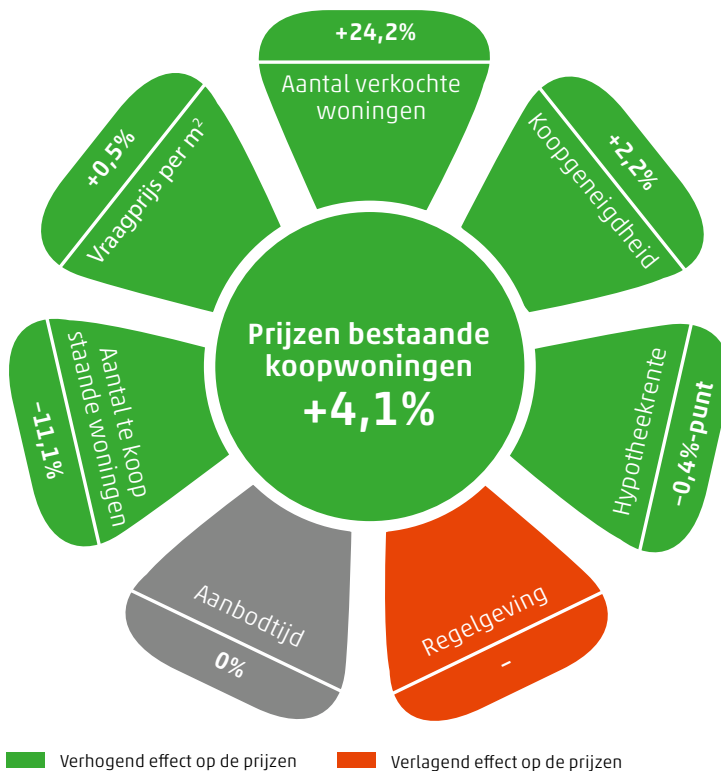 +24,2%
Aantal verkochte
woningen
+2,2%
Koopgeneigdheid
–0,4%-punt
Hypotheekrente
Regelgeving
–
Aanbodtijd
0%
–11,1%
Aantal te koop
staande woningen
+0,5%
Vraagprijs per m²
Prijzen bestaande
koopwoningen
+4,1%
Verhogend effect op de prijzen
Verlagend effect op de prijzen